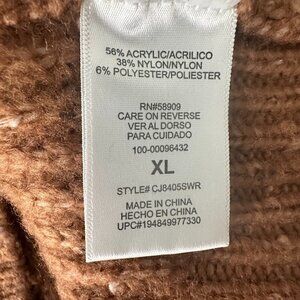 56% ACRYLIC/ACRILICO
38% NYLON/NYLON
6% POLYESTER/POLIESTER
RN#58909
CARE ON REVERSE
VER AL DORSO
PARA CUIDADO
100-00096432
XL
STYLE# CJ8405SWR
MADE IN CHINA
HECHO EN CHINA
UPC#194849977330